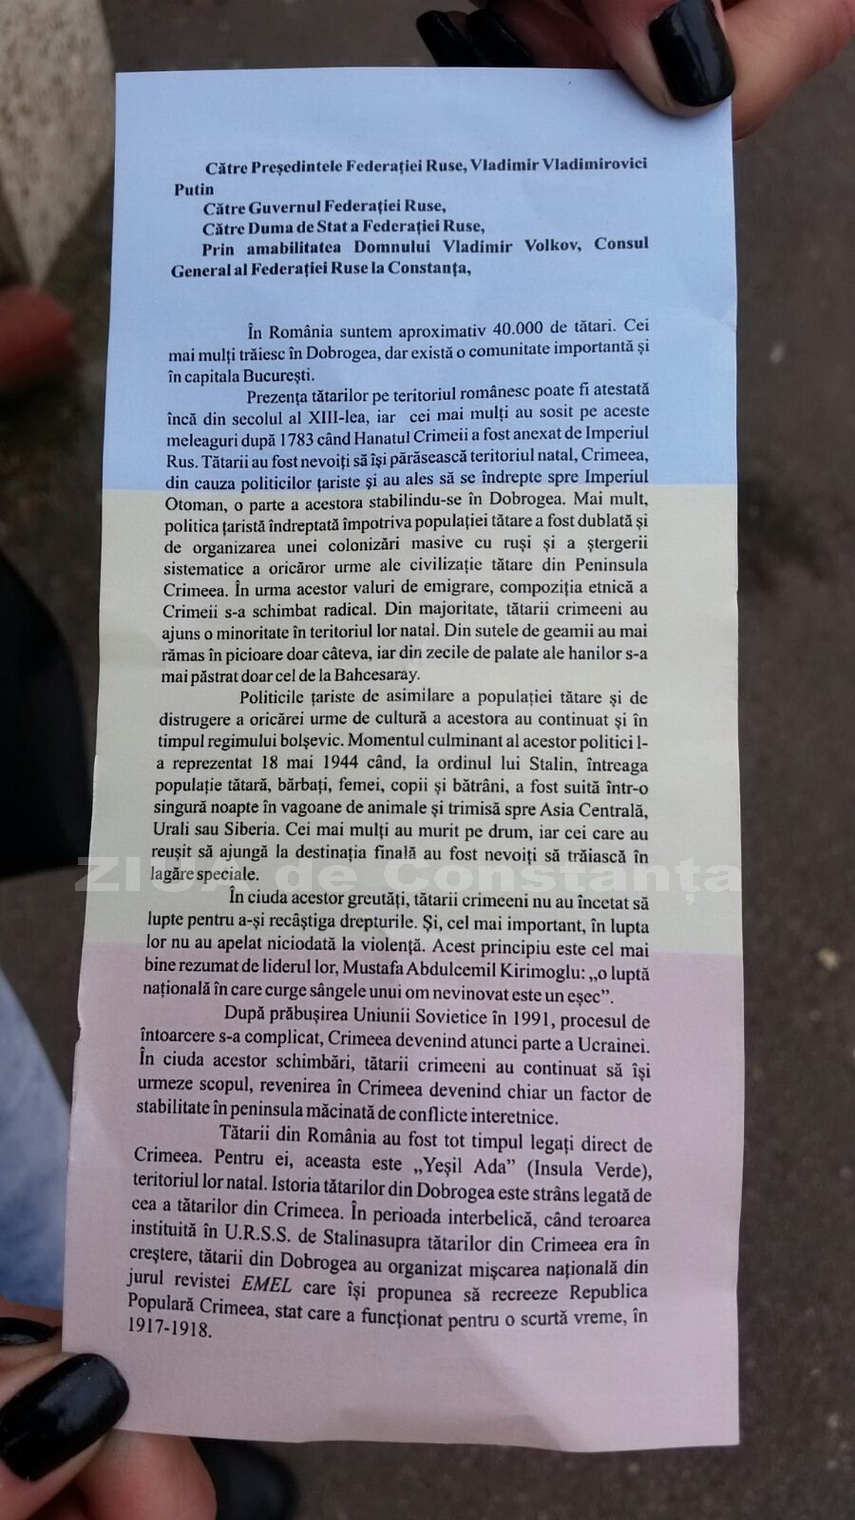 Către Președintele Federației Ruse, Vladimir Vladimirovici
Putin
Către Guvernul Federației Ruse,
Către Duma de Stat a Federației Ruse,
Prin amabilitatea Domnului Vladimir Volkov, Consul
General al Federației Ruse la Constanța,
În România suntem aproximativ 40.000 de tătari. Cei
mai mulți trăiesc în Dobrogea, dar există o comunitate importantă și
în capitala București.
Prezența tătarilor pe teritoriul românesc poate fi atestată
încă din secolul al XIII-lea, iar cei mai mulți au sosit pe aceste
meleaguri după 1783 când Hanatul Crimeii a fost anexat de Imperiul
Rus. Tătarii au fost nevoiți să își părăsească teritoriul natal, Crimeea,
din cauza politicilor țariste și au ales să se îndrepte spre Imperiul
Otoman, o parte a acestora stabilindu-se în Dobrogea. Mai mult,
politica țaristă îndreptată împotriva populației tătare a fost dublată și
de organizarea unei colonizări masive cu ruși și a ștergerii
sistematice a oricăror urme ale civilizație tătare din Peninsula
Crimeea. În urma acestor valuri de emigrare, compoziția etnică a
Crimeii s-a schimbat radical. Din majoritate, tătarii crimeeni au
ajuns o minoritate în teritoriul lor natal. Din sutele de geamii au mai
rămas în picioare doar câteva, iar din zecile de palate ale hanilor s-a
mai păstrat doar cel de la Bahcesaray.
Politicile țariste de asimilare a populației tătare și de
distrugere a oricărei urme de cultură a acestora au continuat și în
timpul regimului bolșevic. Momentul culminant al acestor politici l-
a reprezentat 18 mai 1944 când, la ordinul lui Stalin, întreaga
populație tătară, bărbați, femei, copii și bătrâni, a fost suită într-o
singură noapte în vagoane de animale și trimisă spre Asia Centrală,
Urali sau Siberia. Cei mai mulți au murit pe drum, iar cei care au
reușit să ajungă la destinația finală au fost nevoiți să trăiască în
lagăre speciale.
ZIUA de Constanța
În ciuda acestor greutăți, tătarii crimeeni nu au încetat să
lupte pentru a-și recâștiga drepturile. Și, cel mai important, în lupta
lor nu au apelat niciodată la violență. Acest principiu este cel mai
bine rezumat de liderul lor, Mustafa Abdulcemil Kirimoglu: „o luptă
națională în care curge sângele unui om nevinovat este un eșec”.
După prăbușirea Uniunii Sovietice în 1991, procesul de
întoarcere s-a complicat, Crimeea devenind atunci parte a Ucrainei.
În ciuda acestor schimbări, tătarii crimeeni au continuat să își
urmeze scopul, revenirea în Crimeea devenind chiar un factor de
stabilitate în peninsula măcinată de conflicte interetnice.
Tătarii din România au fost tot timpul legați direct de
Crimeea. Pentru ei, aceasta este „Yeșil Ada” (Insula Verde),
teritoriul lor natal. Istoria tătarilor din Dobrogea este strâns legată de
cea a tătarilor din Crimeea. În perioada interbelică, când teroarea
instituită în U.R.S.S. de Stalinasupra tătarilor din Crimeea era în
creștere, tătarii din Dobrogea au organizat mișcarea națională din
jurul revistei EMEL care își propunea să recreeze Republica
Populară Crimeea, stat care a funcționat pentru o scurtă vreme, în
1917-1918.